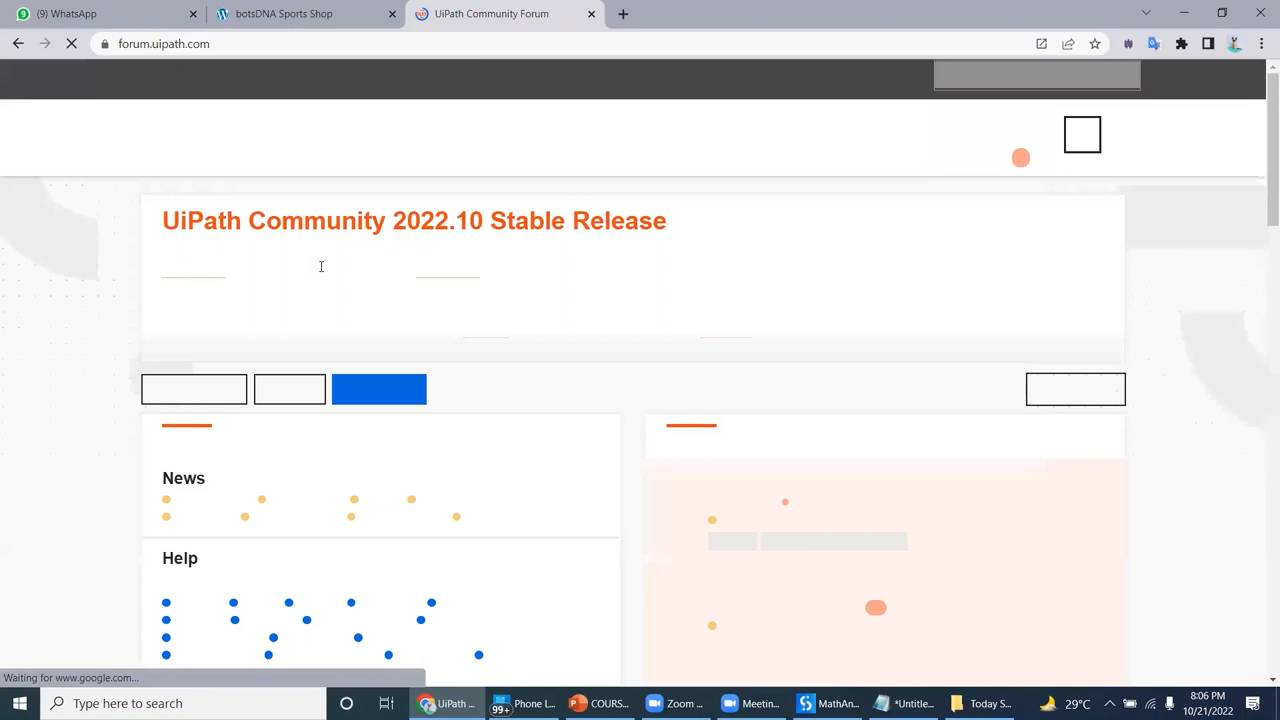 (9) WhatsApp
botsDNA Sports Shop
UiPath Community Forum
forum.uipath.com
UiPath Community 2022.10 Stable Release
News
Help
Waiting for www.google.com...
Type here to search
UiPath ...
99+
Phone L...
COURS...
Zoom ...
Meetin...
MathAn...
*Untitle...
Today S...
29°C
8:06 PM
10/21/2022